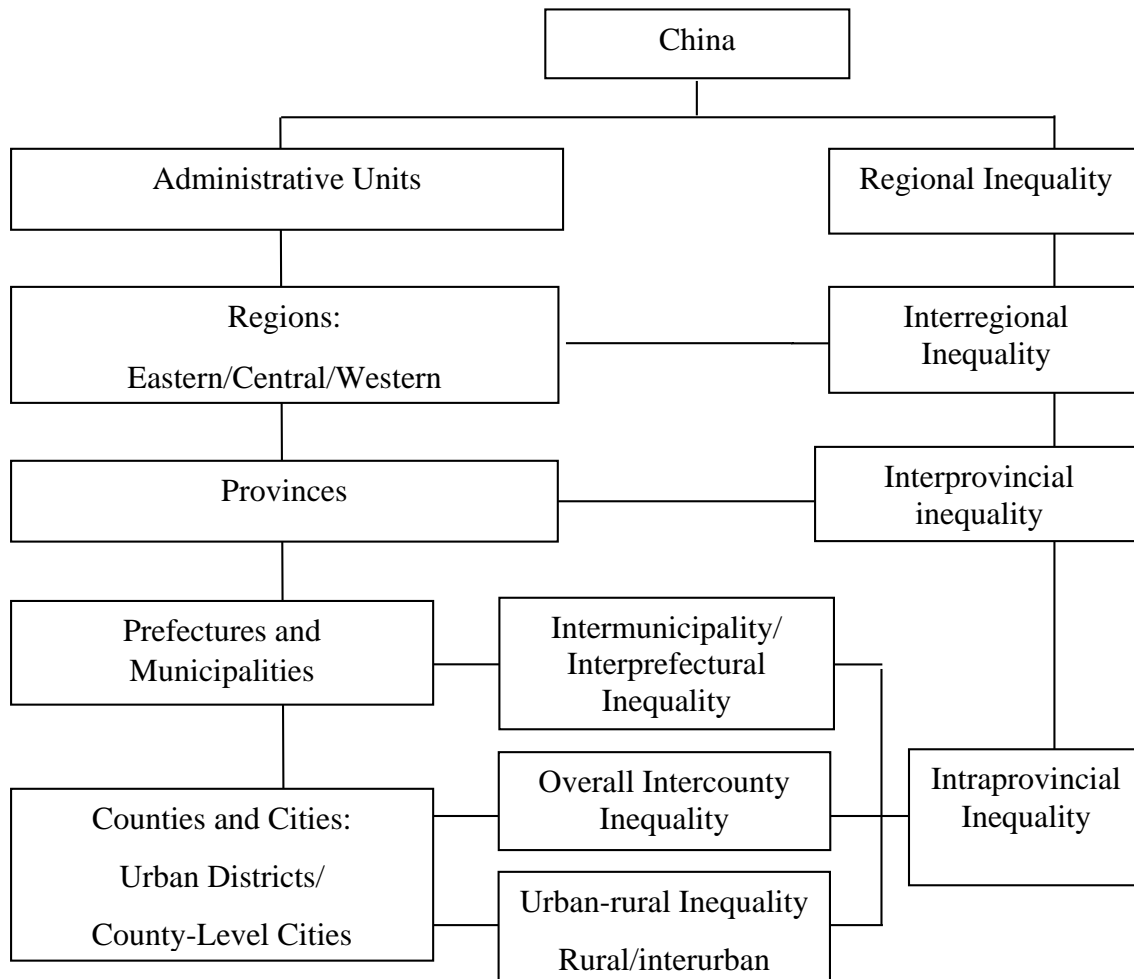 China
Administrative Units
Regional Inequality
Regions:
Eastern/Central/Western
Interregional
Inequality
Provinces
Interprovincial
inequality
Prefectures and
Municipalities
Intermunicipality/
Interprefectural
Inequality
Counties and Cities:
Urban Districts/
County-Level Cities
Overall Intercounty
Inequality
Intraprovincial
Inequality
Urban-rural Inequality
Rural/interurban